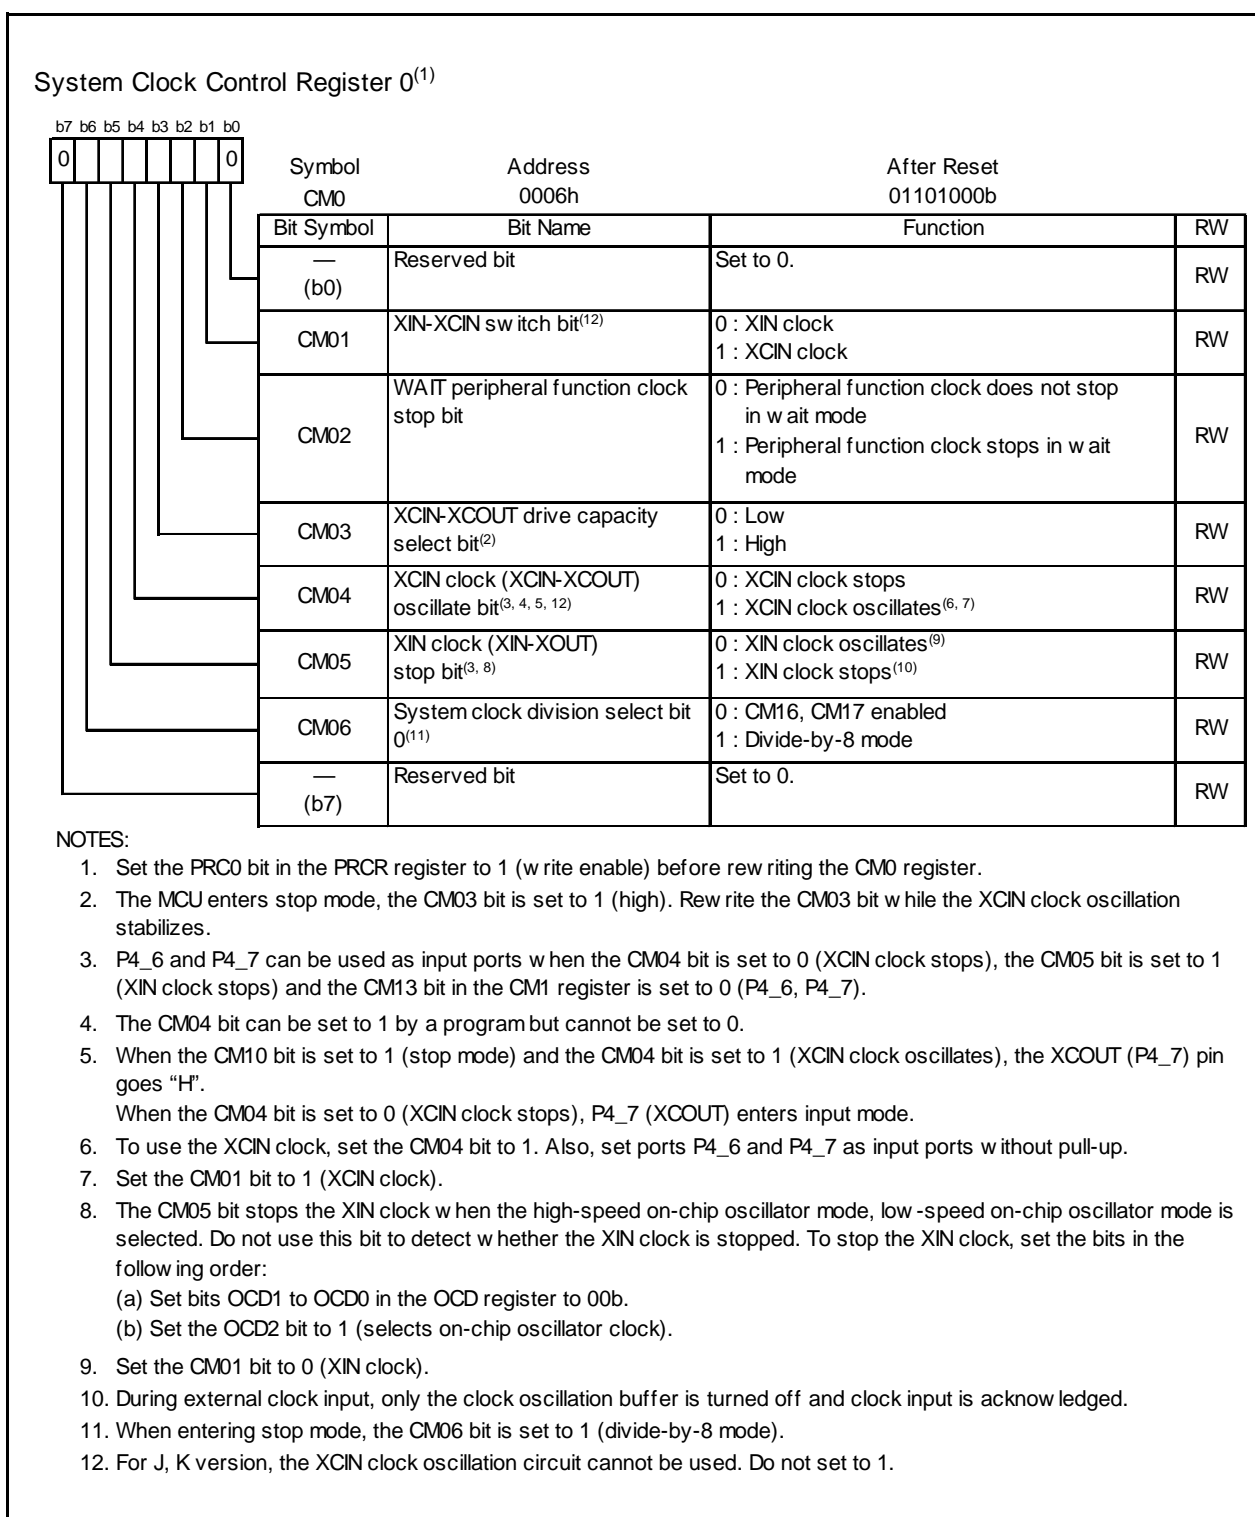 System Clock Control Register 0(1)
b7 b6 b5 b4 b3 b2 b1 b0
0 0
Symbol Address After Reset
CM0 0006h 01101000b
Bit Symbol Bit Name Function RW
— Reserved bit Set to 0. RW
(b0)
CM01 XIN-XCIN switch bit(12) 0 : XIN clock RW
1 : XCIN clock
CM02 WAIT peripheral function clock 0 : Peripheral function clock does not stop RW
stop bit in wait mode
1 : Peripheral function clock stops in wait
mode
CM03 XCIN-XCOUT drive capacity 0 : Low RW
select bit(2) 1 : High
CM04 XCIN clock (XCIN-XCOUT) 0 : XCIN clock stops RW
oscillate bit(3, 4, 5, 12) 1 : XCIN clock oscillates(6, 7)
CM05 XIN clock (XIN-XOUT) 0 : XIN clock oscillates(9) RW
stop bit(3, 8) 1 : XIN clock stops(10)
CM06 System clock division select bit 0 : CM16, CM17 enabled RW
0(11) 1 : Divide-by-8 mode
— Reserved bit Set to 0. RW
(b7)
NOTES:
1. Set the PRC0 bit in the PRCR register to 1 (write enable) before rewriting the CM0 register.
2. The MCU enters stop mode, the CM03 bit is set to 1 (high). Rewrite the CM03 bit while the XCIN clock oscillation
stabilizes.
3. P4_6 and P4_7 can be used as input ports when the CM04 bit is set to 0 (XCIN clock stops), the CM05 bit is set to 1
(XIN clock stops) and the CM13 bit in the CM1 register is set to 0 (P4_6, P4_7).
4. The CM04 bit can be set to 1 by a program but cannot be set to 0.
5. When the CM10 bit is set to 1 (stop mode) and the CM04 bit is set to 1 (XCIN clock oscillates), the XCOUT (P4_7) pin
goes “H”.
When the CM04 bit is set to 0 (XCIN clock stops), P4_7 (XCOUT) enters input mode.
6. To use the XCIN clock, set the CM04 bit to 1. Also, set ports P4_6 and P4_7 as input ports without pull-up.
7. Set the CM01 bit to 1 (XCIN clock).
8. The CM05 bit stops the XIN clock when the high-speed on-chip oscillator mode, low-speed on-chip oscillator mode is
selected. Do not use this bit to detect whether the XIN clock is stopped. To stop the XIN clock, set the bits in the
following order:
(a) Set bits OCD1 to OCD0 in the OCD register to 00b.
(b) Set the OCD2 bit to 1 (selects on-chip oscillator clock).
9. Set the CM01 bit to 0 (XIN clock).
10. During external clock input, only the clock oscillation buffer is turned off and clock input is acknowledged.
11. When entering stop mode, the CM06 bit is set to 1 (divide-by-8 mode).
12. For J, K version, the XCIN clock oscillation circuit cannot be used. Do not set to 1.